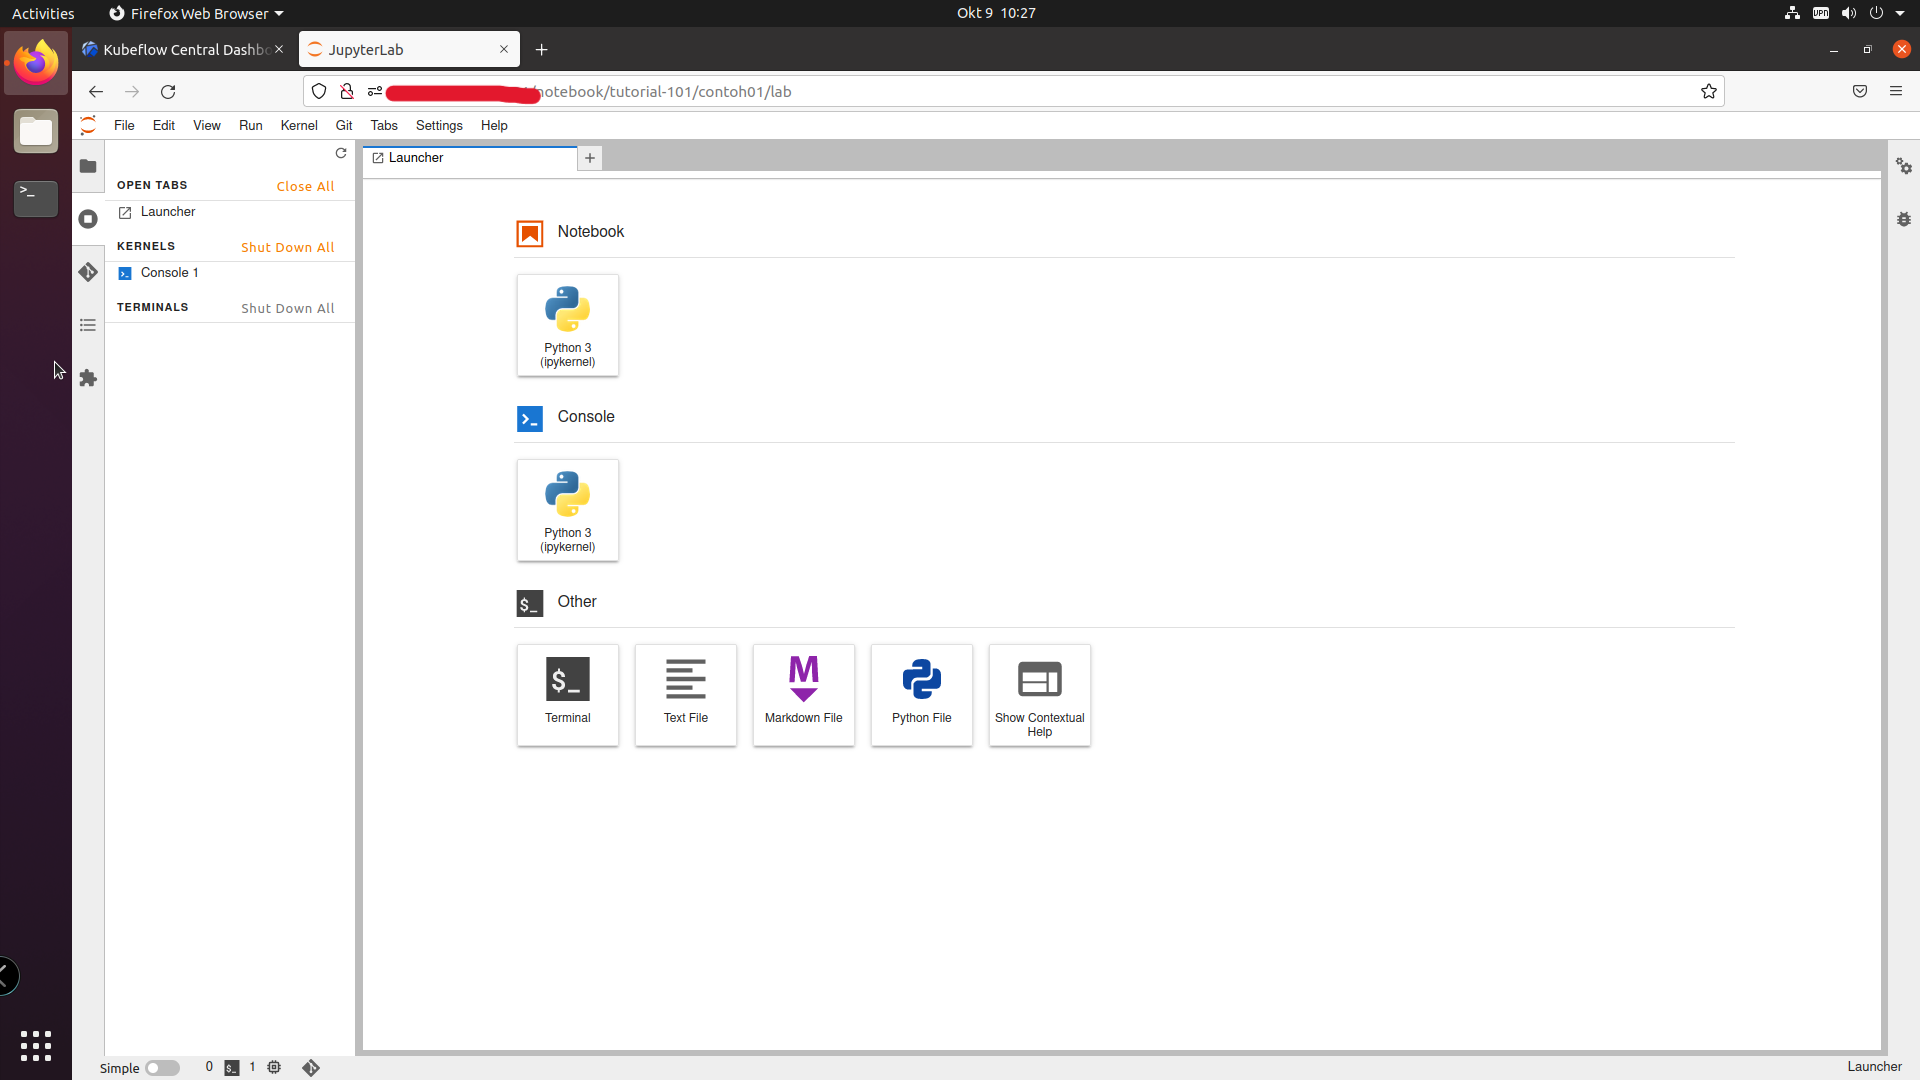 Activities Firefox Web Browser Okt 9 10:27 VPN
Kubeflow Central Dashbo JupyterLab
notebook/tutorial-101/contoh01/lab
File Edit View Run Kernel Git Tabs Settings Help
Launcher
OPEN TABS Close All
Launcher
KERNELS Shut Down All
Console 1
TERMINALS Shut Down All
Notebook
Python 3
(ipykernel)
Console
Python 3
(ipykernel)
Other
$_
Terminal Text File Markdown File Python File Show Contextual
Help
Simple 0 $_ 1 Launcher